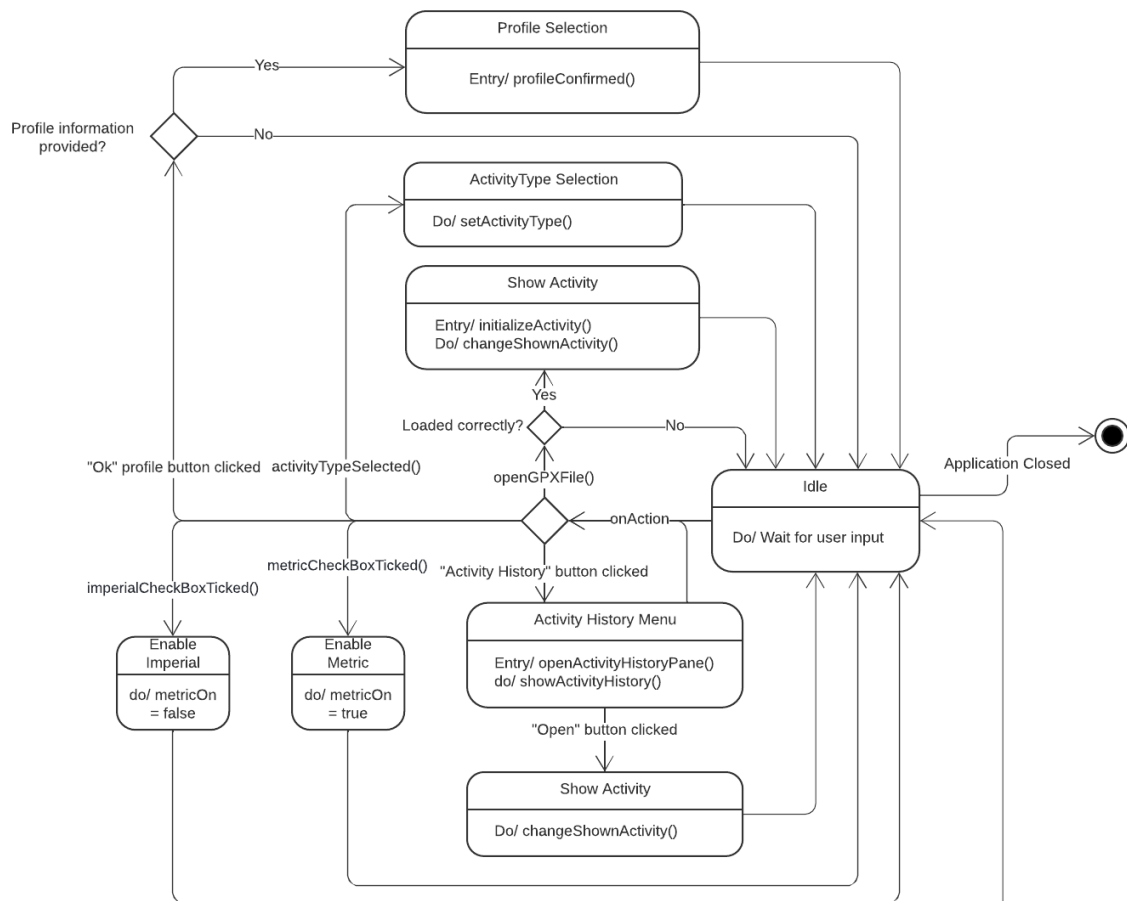 Profile Selection
Entry/ profileConfirmed()
Yes
Profile information
provided?
No
ActivityType Selection
Do/ setActivityType()
Show Activity
Entry/ initializeActivity()
Do/ changeShownActivity()
Yes
Loaded correctly?
No
"Ok" profile button clicked
activityTypeSelected()
openGPXFile()
Application Closed
Idle
Do/ Wait for user input
onAction
metricCheckBoxTicked()
"Activity History" button clicked
imperialCheckBoxTicked()
Enable
Imperial
do/ metricOn
= false
Enable
Metric
do/ metricOn
= true
Activity History Menu
Entry/ openActivityHistoryPane()
do/ showActivityHistory()
"Open" button clicked
Show Activity
Do/ changeShownActivity()